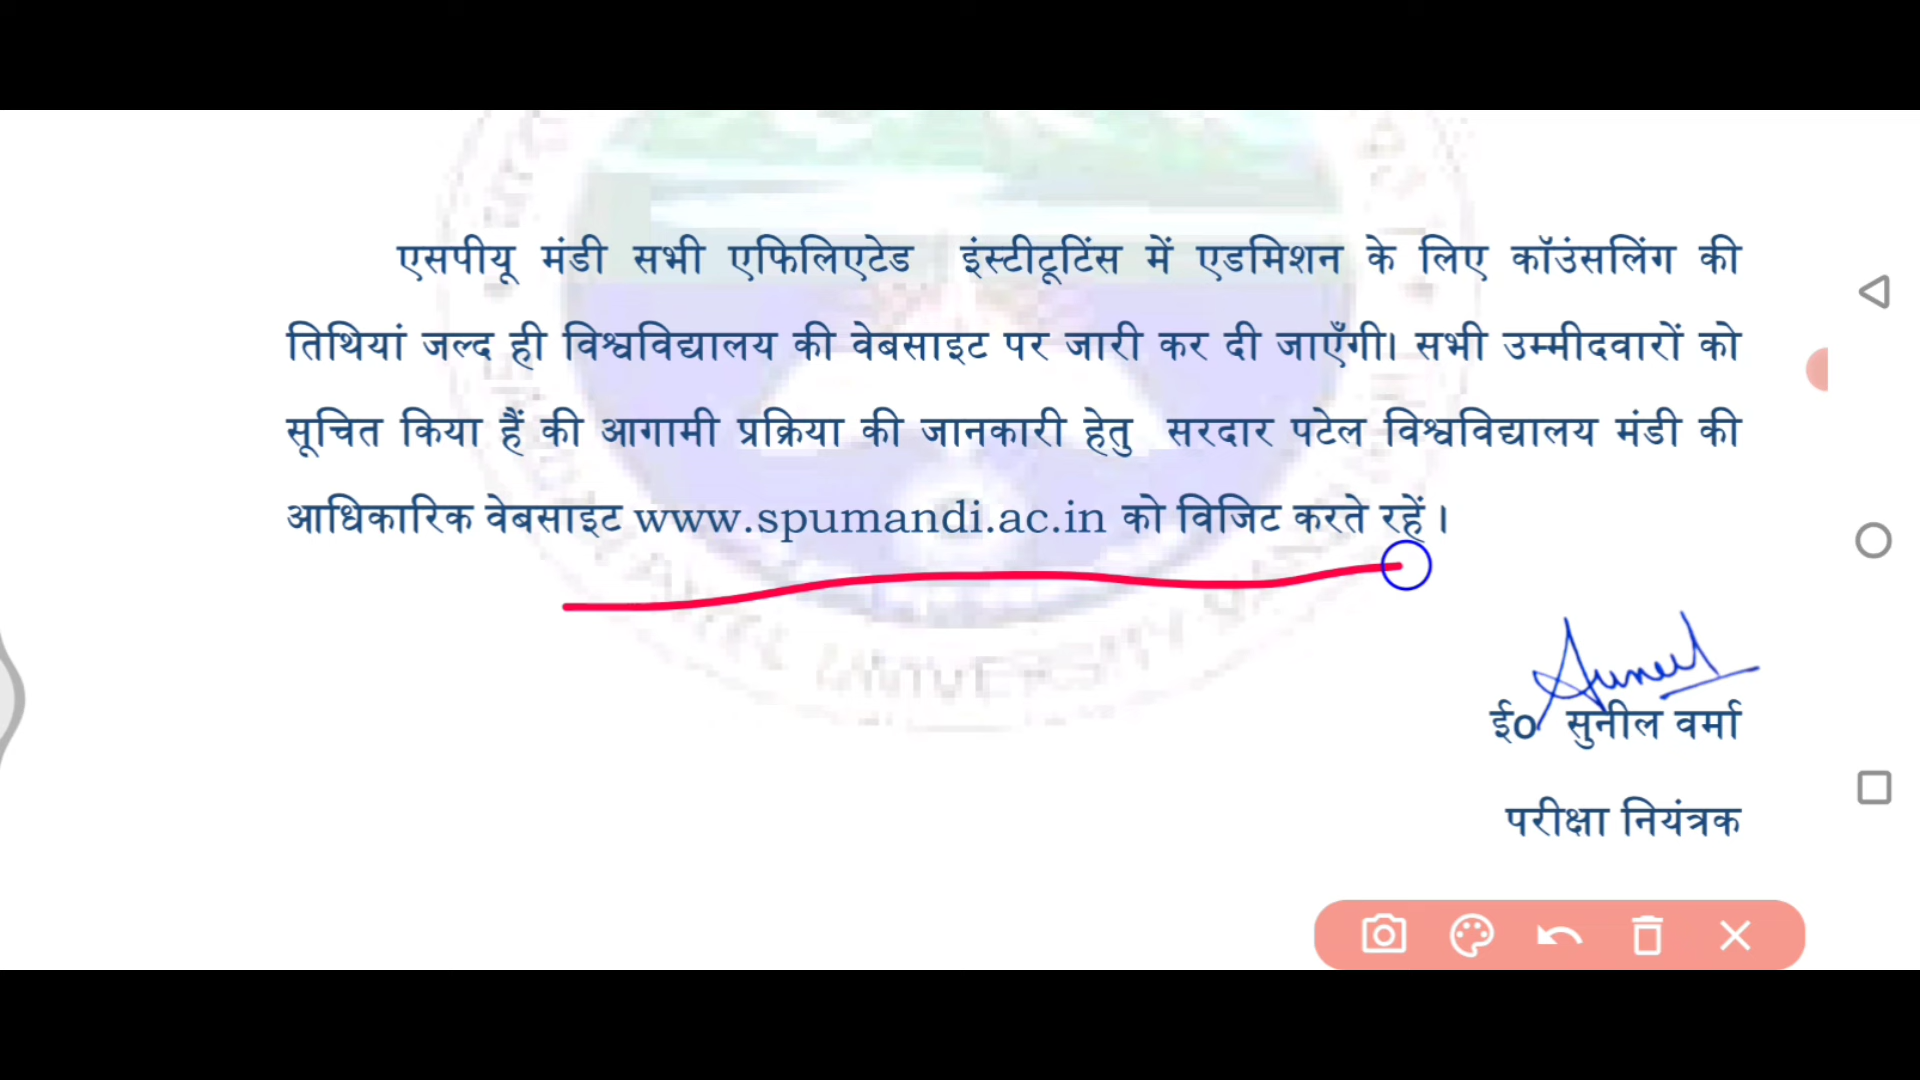 एसपीयू मंडी सभी एफिलिएटेड इंस्टीटूटिंस में एडमिशन के लिए कॉउंसलिंग की
तिथियां जल्द ही विश्वविद्यालय की वेबसाइट पर जारी कर दी जाएँगी। सभी उम्मीदवारों को
सूचित किया हैं की आगामी प्रक्रिया की जानकारी हेतु सरदार पटेल विश्वविद्यालय मंडी की
आधिकारिक वेबसाइट www.spumandi.ac.in को विजिट करते रहें ।
ई० सुनील वर्मा
परीक्षा नियंत्रक